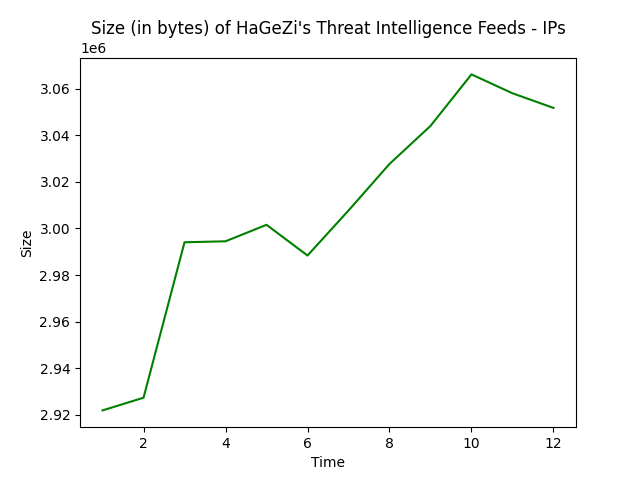 Size (in bytes) of HaGeZi's Threat Intelligence Feeds - IPs
1e6
3.06
3.04
3.02
3.00
2.98
2.96
2.94
2.92
Size
2 4 6 8 10 12
Time